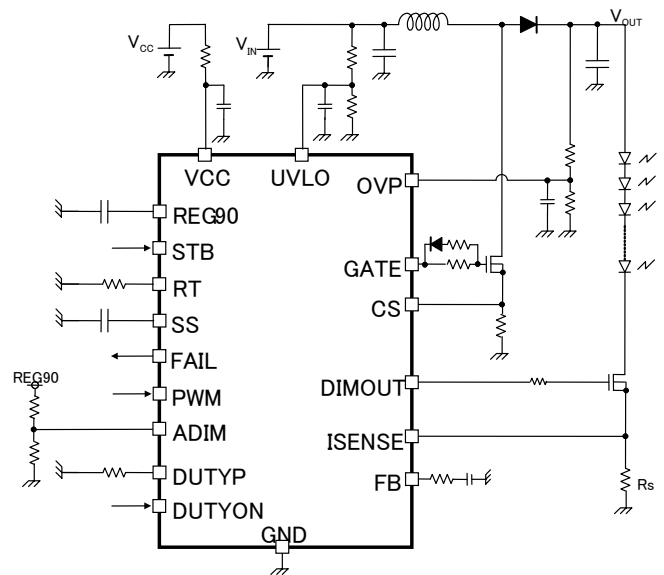 VCC
VIN
VOUT
VCC
UVLO
OVP
REG90
STB
GATE
RT
CS
SS
FAIL
REG90
DIMOUT
PWM
ADIM
ISENSE
DUTYP
FB
Rs
DUTYON
GND